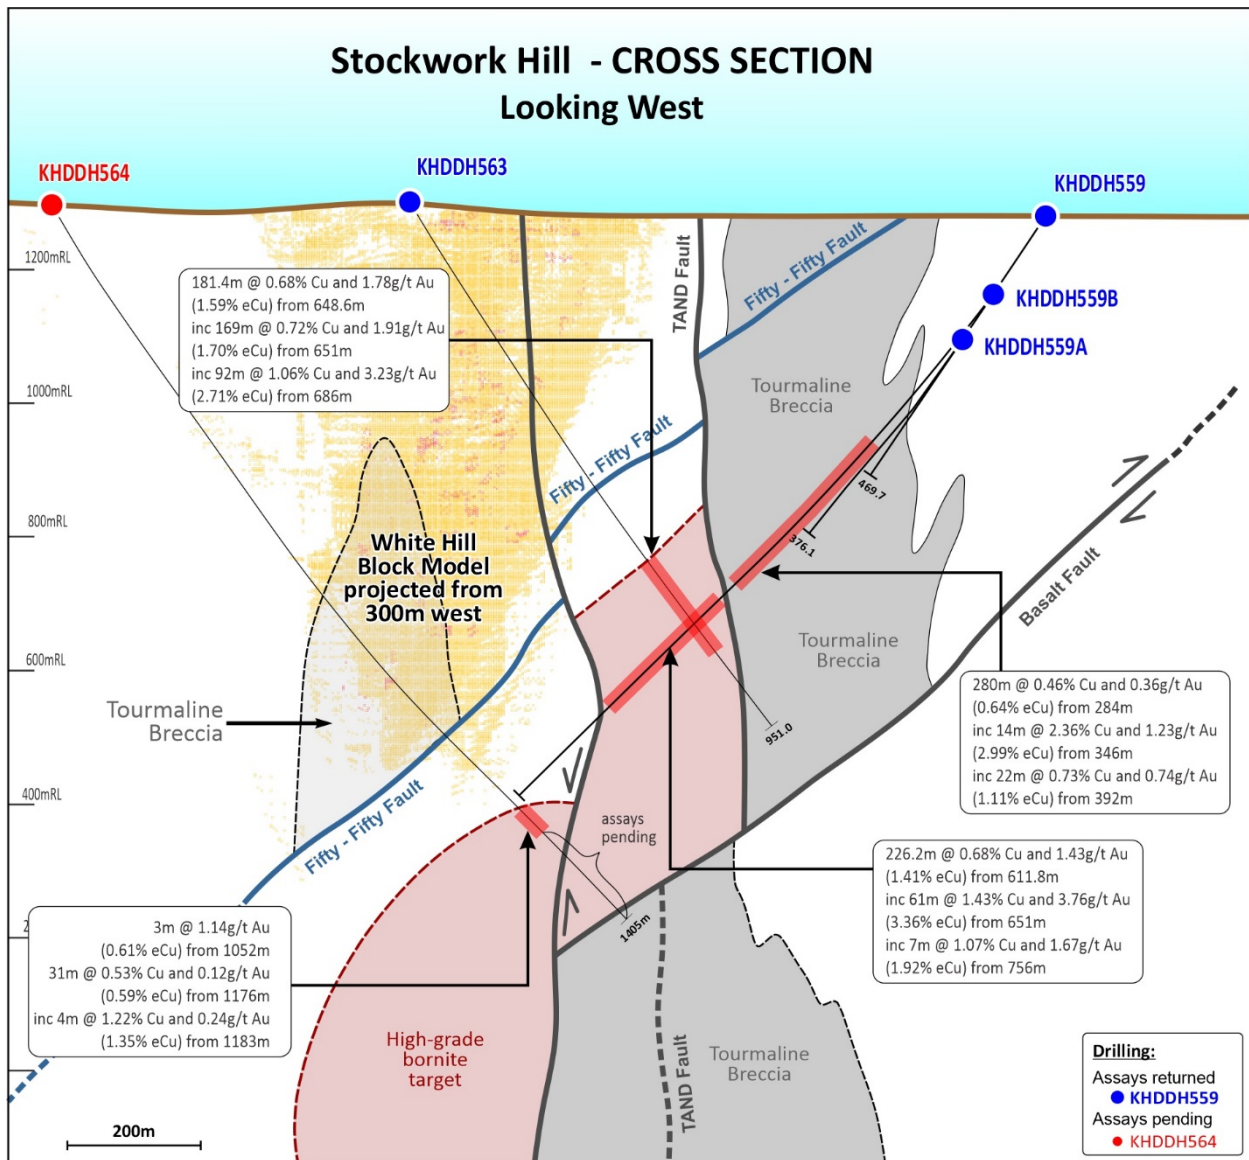 Stockwork Hill - CROSS SECTION
Looking West
KHDDH564
KHDDH563
KHDDH559
KHDDH559B
KHDDH559A
1200mRL
1000mRL
800mRL
600mRL
400mRL
181.4m @ 0.68% Cu and 1.78g/t Au
(1.59% eCu) from 648.6m
inc 169m @ 0.72% Cu and 1.91g/t Au
(1.70% eCu) from 651m
inc 92m @ 1.06% Cu and 3.23g/t Au
(2.71% eCu) from 686m
TAND Fault
Fifty - Fifty Fault
Tourmaline
Breccia
Fifty - Fifty Fault
469.7
376.1
White Hill
Block Model
projected from
300m west
Basalt Fault
Tourmaline
Breccia
Tourmaline
Breccia
951.0
280m @ 0.46% Cu and 0.36g/t Au
(0.64% eCu) from 284m
inc 14m @ 2.36% Cu and 1.23g/t Au
(2.99% eCu) from 346m
inc 22m @ 0.73% Cu and 0.74g/t Au
(1.11% eCu) from 392m
Fifty - Fifty Fault
assays
pending
1405m
226.2m @ 0.68% Cu and 1.43g/t Au
(1.41% eCu) from 611.8m
inc 61m @ 1.43% Cu and 3.76g/t Au
(3.36% eCu) from 651m
inc 7m @ 1.07% Cu and 1.67g/t Au
(1.92% eCu) from 756m
2
3m @ 1.14g/t Au
(0.61% eCu) from 1052m
31m @ 0.53% Cu and 0.12g/t Au
(0.59% eCu) from 1176m
inc 4m @ 1.22% Cu and 0.24g/t Au
(1.35% eCu) from 1183m
High-grade
bornite
target
TAND Fault
Tourmaline
Breccia
200m
Drilling:
Assays returned
KHDDH559
Assays pending
KHDDH564